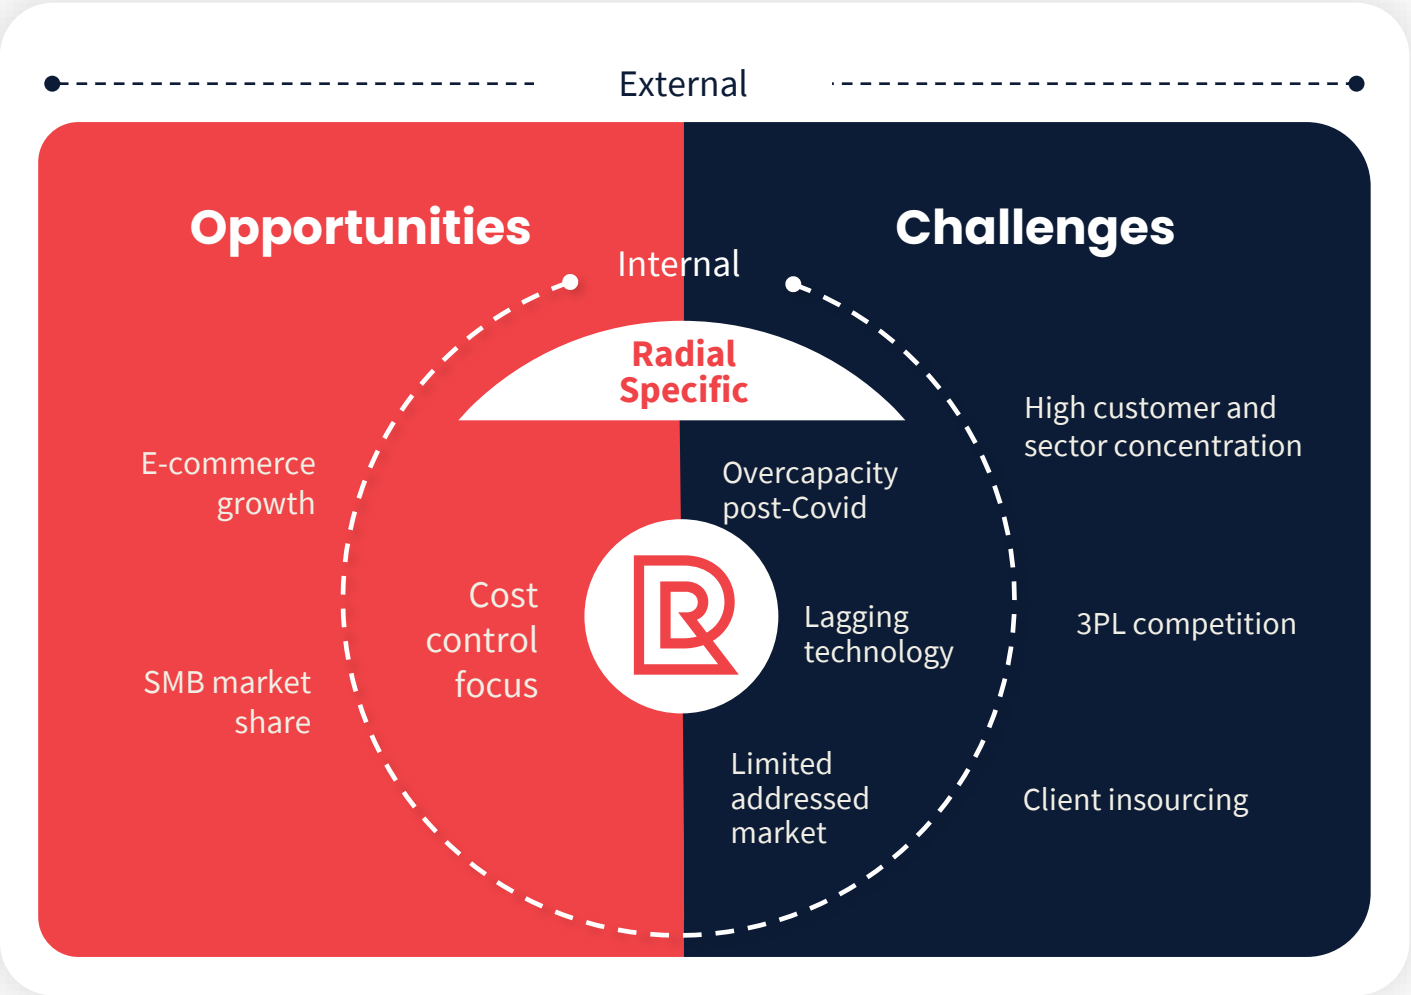 External
Opportunities
Challenges
Internal
Radial
Specific
E-commerce
growth
SMB market
share
Cost
control
focus
Overcapacity
post-Covid
Lagging
technology
Limited
addressed
market
High customer and
sector concentration
3PL competition
Client insourcing